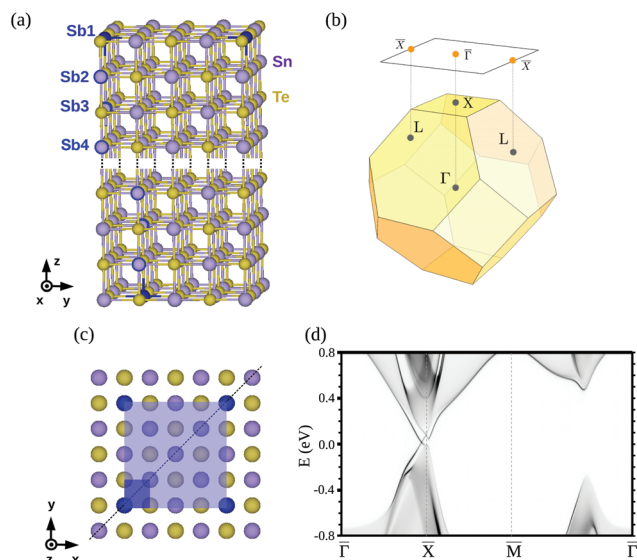 (a)
Sb1
Sb2
Sb3
Sb4
Sn
Te
z
x
y
(b)
X̅
Γ̅
X̅
X
L
L
Γ
(c)
y
z
x
(d)
E (eV)
0.8
0.4
0.0
-0.4
-0.8
Γ̅
X̅
M̅
Γ̅